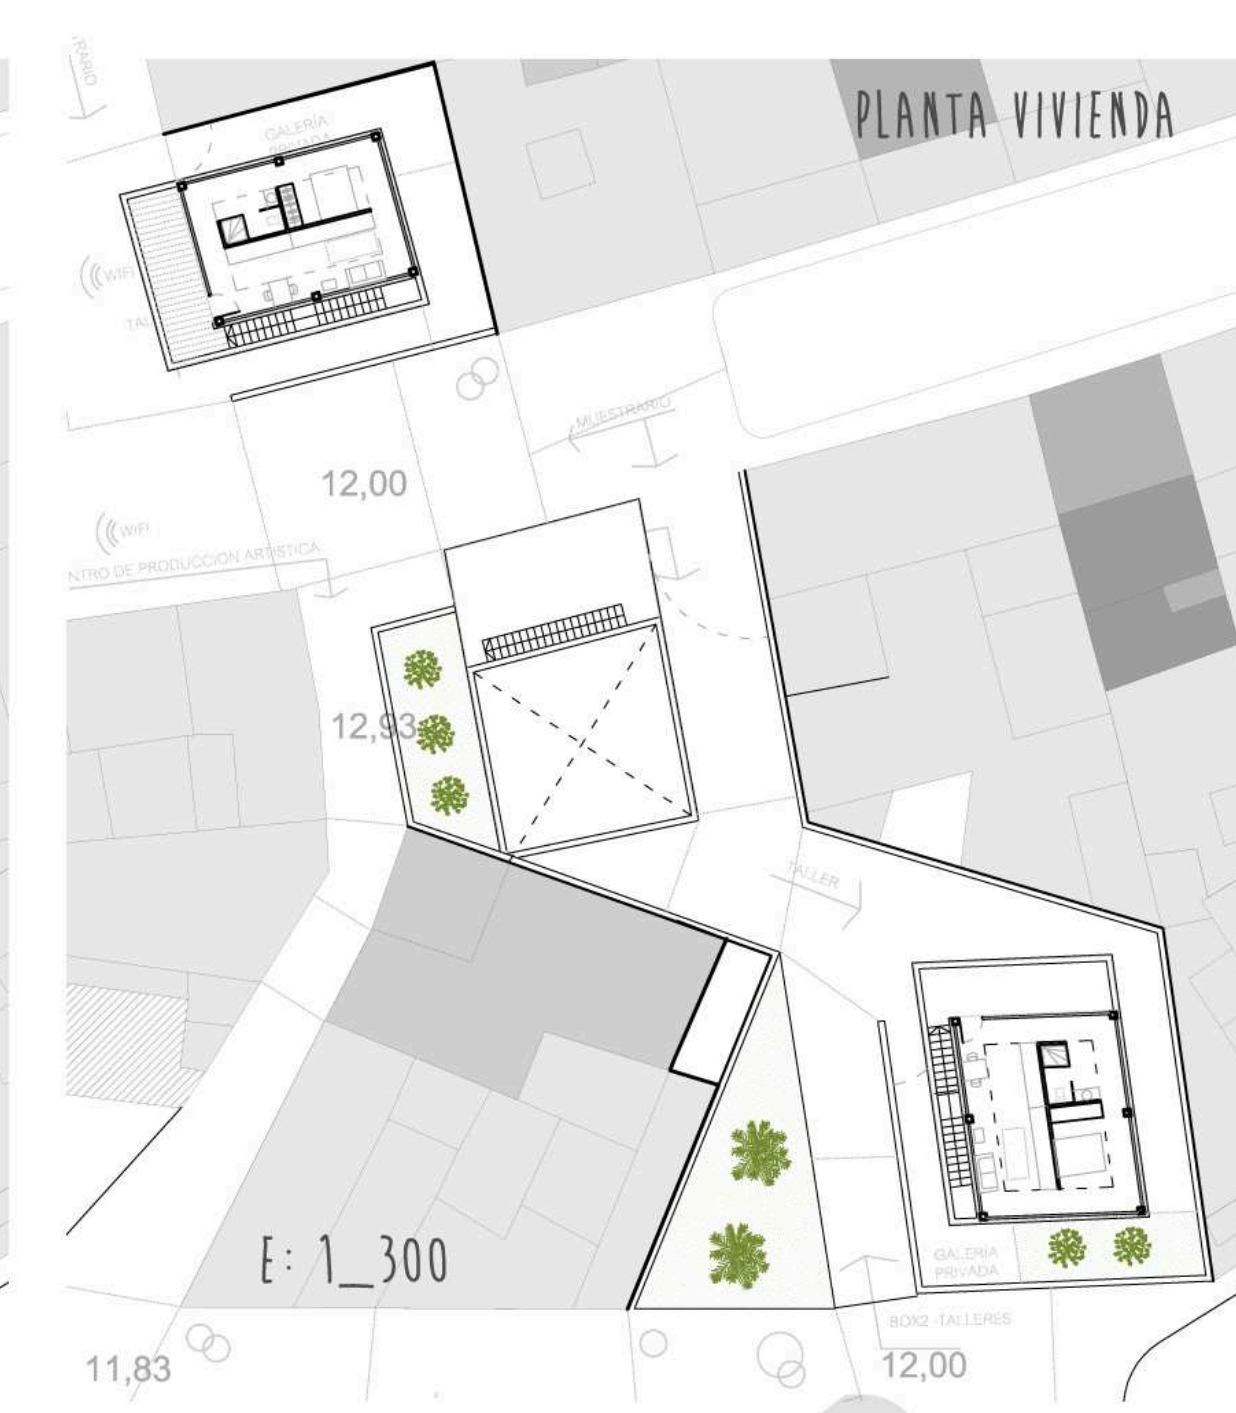 RARIO
PLANTA VIVIENDA
GALERÍA
WIFI
MUESTRARIO
12,00
WIFI
NTRO DE PRODUCCION ARTISTICA
12,93
TALLER
E: 1_300
GALERÍA
PRIVADA
BOX2 -TALLERES
11,83
12,00